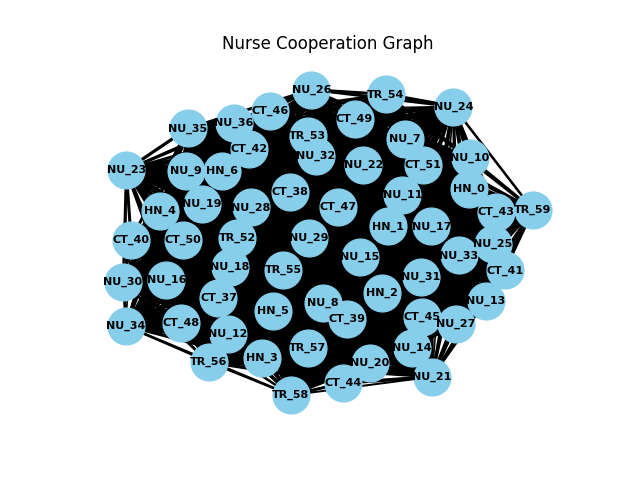 Nurse Cooperation Graph
NU_26
TR_54
NU_24
CT_46
CT_49
NU_36
NU_35
TR_53
NU_7
CT_42
NU_32
NU_10
NU_22
CT_51
NU_23
NU_9
HN_6
HN_0
CT_38
NU_11
NU_19
HN_4
NU_28
CT_47
CT_43
TR_59
HN_1
NU_17
CT_40
CT_50
TR_52
NU_29
NU_25
NU_15
NU_33
NU_18
TR_55
CT_41
NU_30
NU_16
NU_31
CT_37
HN_2
NU_13
NU_8
HN_5
CT_39
CT_45
NU_34
CT_48
NU_27
NU_12
TR_57
NU_14
TR_56
HN_3
NU_20
CT_44
NU_21
TR_58